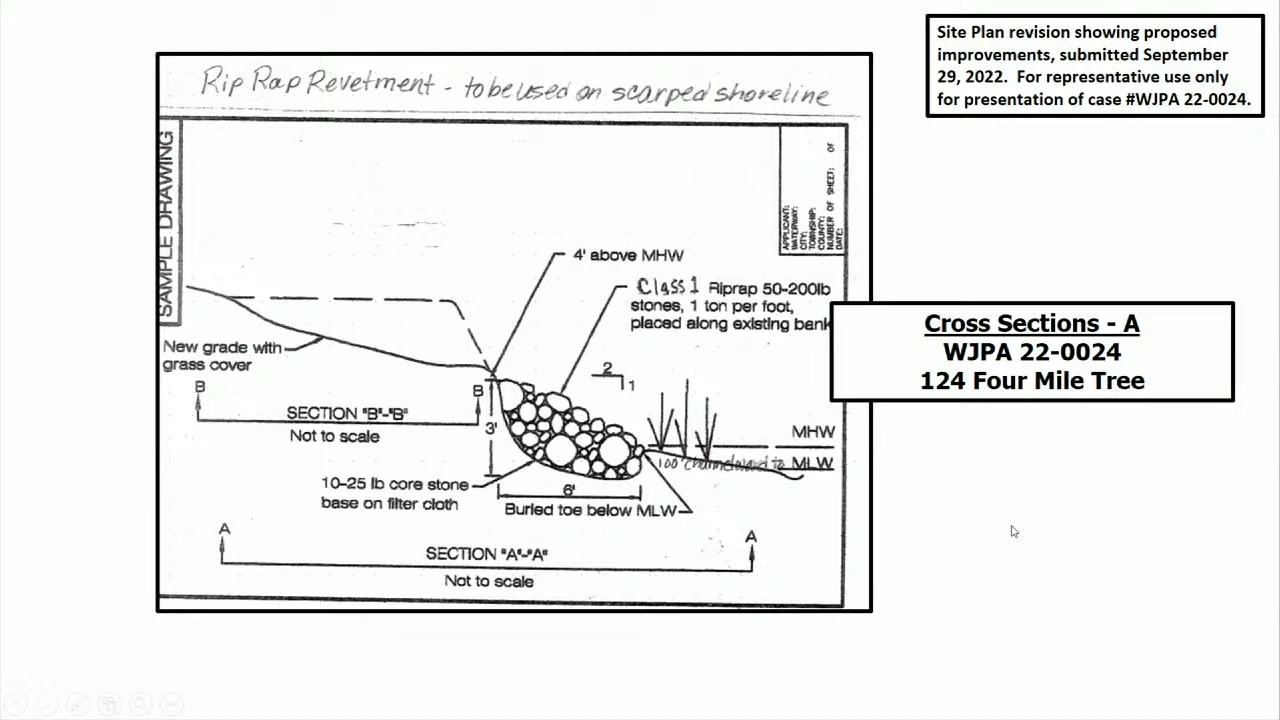 Site Plan revision showing proposed
improvements, submitted September
29, 2022. For representative use only
for presentation of case #WJPA 22-0024.
Rip Rap Revetment - to be used on scarped shoreline
SAMPLE DRAWING
APPLICANT:
WATERWAY:
CITY:
TOWNSHIP:
COUNTY:
NUMBER OF SHEET: OF
DATE:
4' above MHW
Class 1 Riprap 50-200lb
stones, 1 ton per foot,
placed along existing bank
Cross Sections - A
WJPA 22-0024
124 Four Mile Tree
New grade with
grass cover
2
1
B
B
SECTION "B"-"B"
Not to scale
3'
MHW
100' channelward to MLW
10-25 lb core stone
base on filter cloth
6'
Buried toe below MLW
A
A
SECTION "A"-"A"
Not to scale